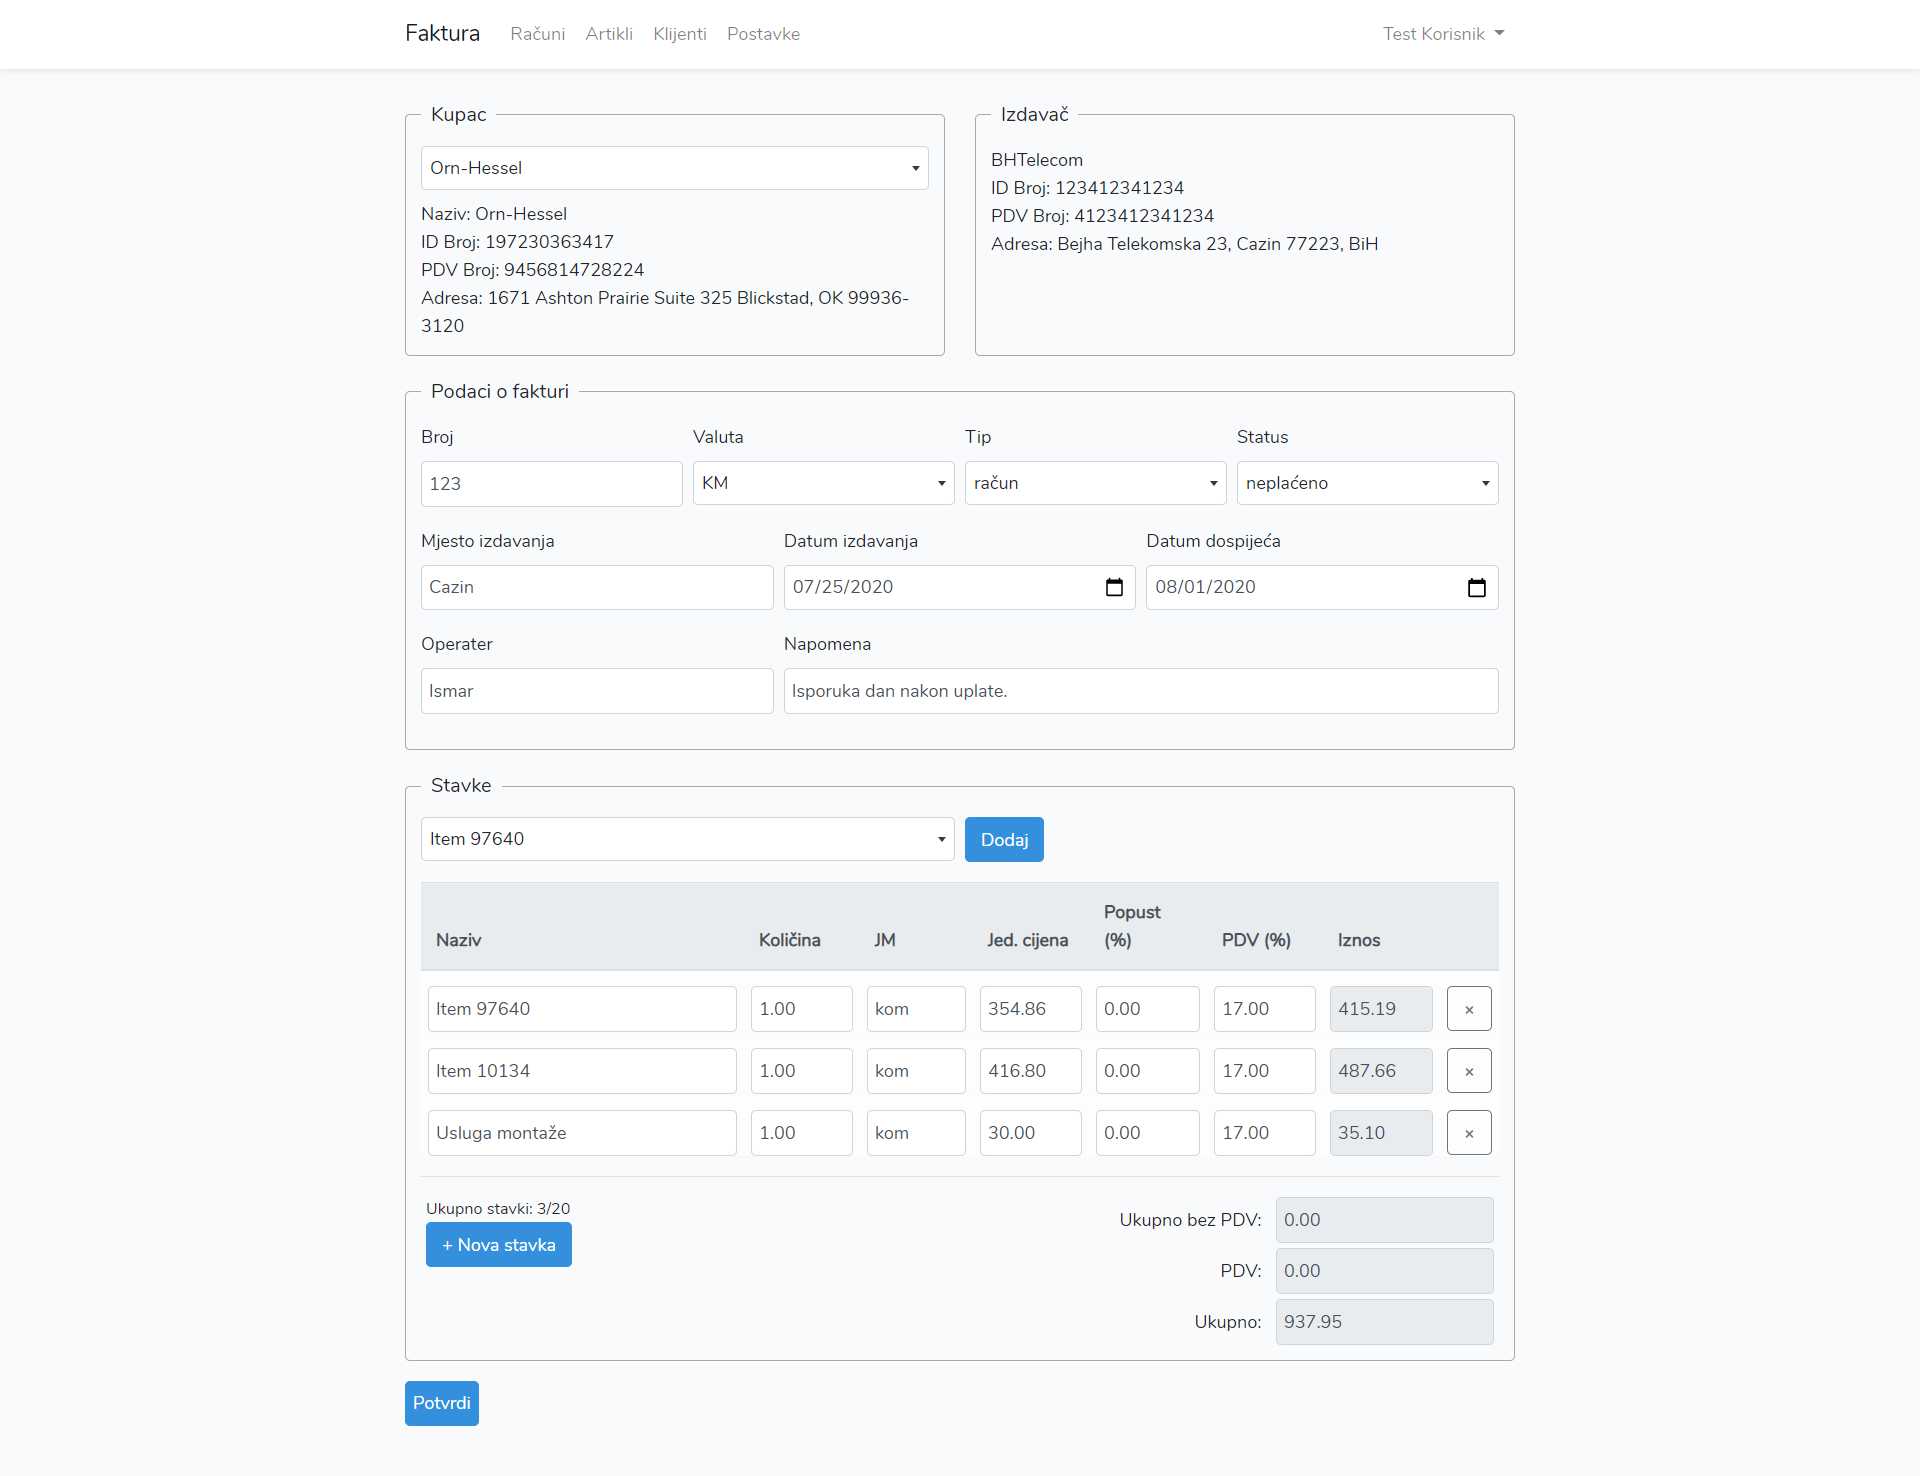 Faktura Računi Artikli Klijenti Postavke Test Korisnik
Kupac
Orn-Hessel
Naziv: Orn-Hessel
ID Broj: 197230363417
PDV Broj: 9456814728224
Adresa: 1671 Ashton Prairie Suite 325 Blickstad, OK 99936-
3120
Izdavač
BHTelecom
ID Broj: 123412341234
PDV Broj: 4123412341234
Adresa: Bejha Telekomska 23, Cazin 77223, BiH
Podaci o fakturi
Broj Valuta Tip Status
123 KM račun neplaćeno
Mjesto izdavanja Datum izdavanja Datum dospijeća
Cazin 07/25/2020 08/01/2020
Operater Napomena
Ismar Isporuka dan nakon uplate.
Stavke
Item 97640 Dodaj
Naziv Količina JM Jed. cijena Popust (%) PDV (%) Iznos
Item 97640 1.00 kom 354.86 0.00 17.00 415.19 ×
Item 10134 1.00 kom 416.80 0.00 17.00 487.66 ×
Usluga montaže 1.00 kom 30.00 0.00 17.00 35.10 ×
Ukupno stavki: 3/20
+ Nova stavka
Ukupno bez PDV: 0.00
PDV: 0.00
Ukupno: 937.95
Potvrdi